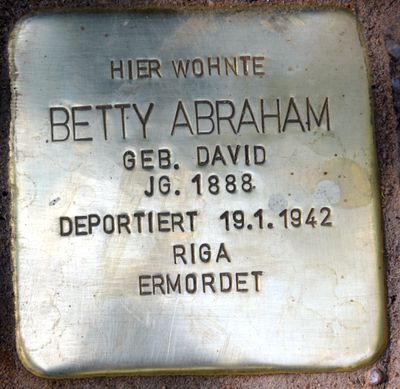 HIER WOHNTE
BETTY ABRAHAM
GEB. DAVID
JG. 1888
DEPORTIERT 19.1.1942
RIGA
ERMORDET